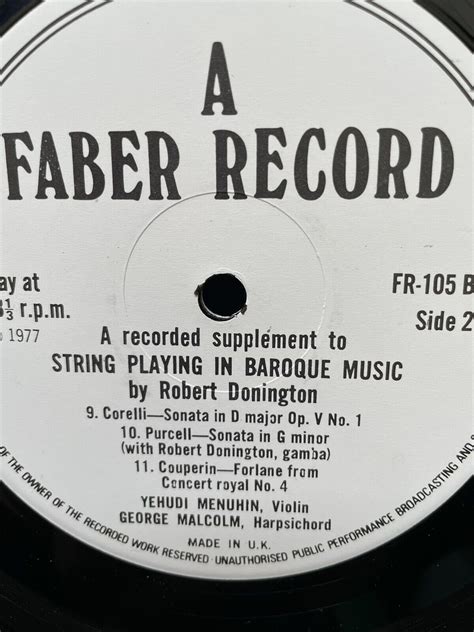 A
FABER RECORD
ay at
3⅓ r.p.m.
1977
FR-105 B
Side 2
A recorded supplement to
STRING PLAYING IN BAROQUE MUSIC
by Robert Donington
9. Corelli—Sonata in D major Op. V No. 1
10. Purcell—Sonata in G minor
(with Robert Donington, gamba)
11. Couperin—Forlane from
Concert royal No. 4
YEHUDI MENUHIN, Violin
GEORGE MALCOLM, Harpsichord
MADE IN U.K.
OF THE OWNER OF THE RECORDED WORK RESERVED · UNAUTHORISED PUBLIC PERFORMANCE BROADCASTING AND